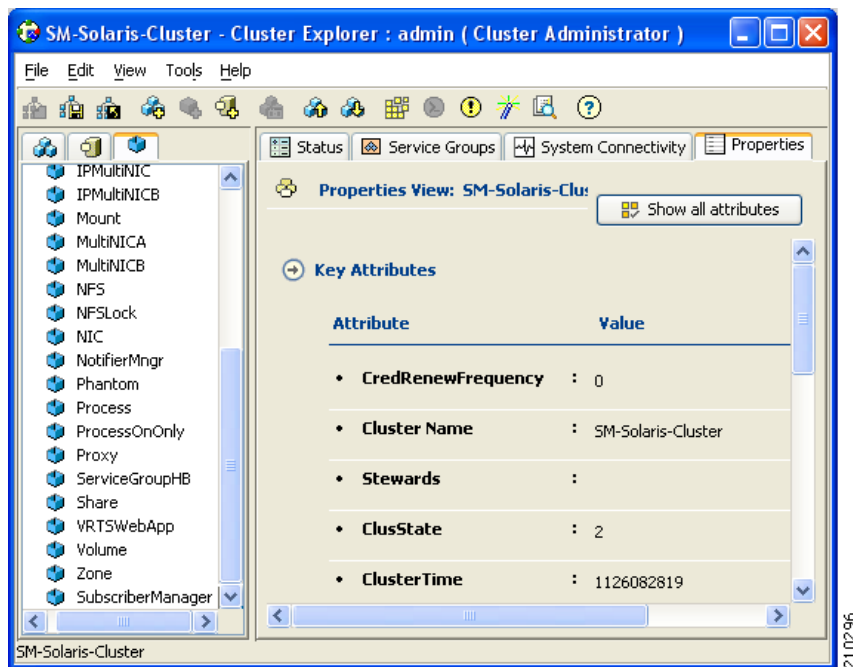 SM-Solaris-Cluster - Cluster Explorer : admin ( Cluster Administrator )
File Edit View Tools Help
Status Service Groups System Connectivity Properties
IPMultiNIC
IPMultiNICB
Mount
MultiNICA
MultiNICB
NFS
NFSLock
NIC
NotifierMngr
Phantom
Process
ProcessOnOnly
Proxy
ServiceGroupHB
Share
VRTSWebApp
Volume
Zone
SubscriberManager
Properties View: SM-Solaris-Clus
Show all attributes
Key Attributes
Attribute Value
• CredRenewFrequency : 0
• Cluster Name : SM-Solaris-Cluster
• Stewards :
• ClusState : 2
• ClusterTime : 1126082819
SM-Solaris-Cluster
210296